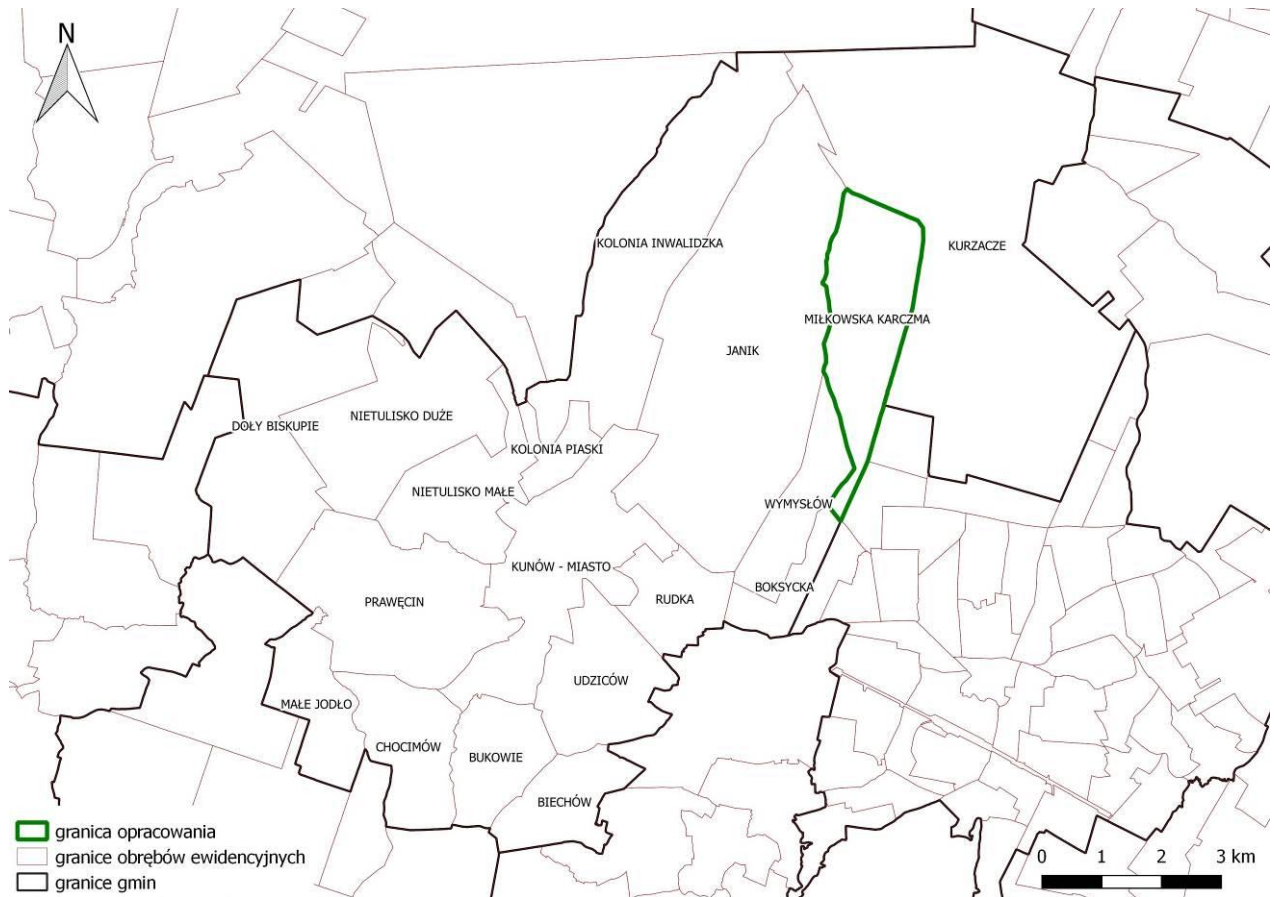 N
KOLONIA INWALIDZKA
KURZACZE
MIŁKOWSKA KARCZMA
JANIK
NIETULISKO DUŻE
DOŁY BISKUPIE
KOLONIA PIASKI
NIETULISKO MAŁE
WYMYSŁÓW
KUNÓW - MIASTO
BOKSYCKA
PRAWĘCIN
RUDKA
UDZICÓW
MAŁE JODŁO
CHOCIMÓW
BUKOWIE
BIECHÓW
granica opracowania
granice obrębów ewidencyjnych
granice gmin
0 1 2 3 km